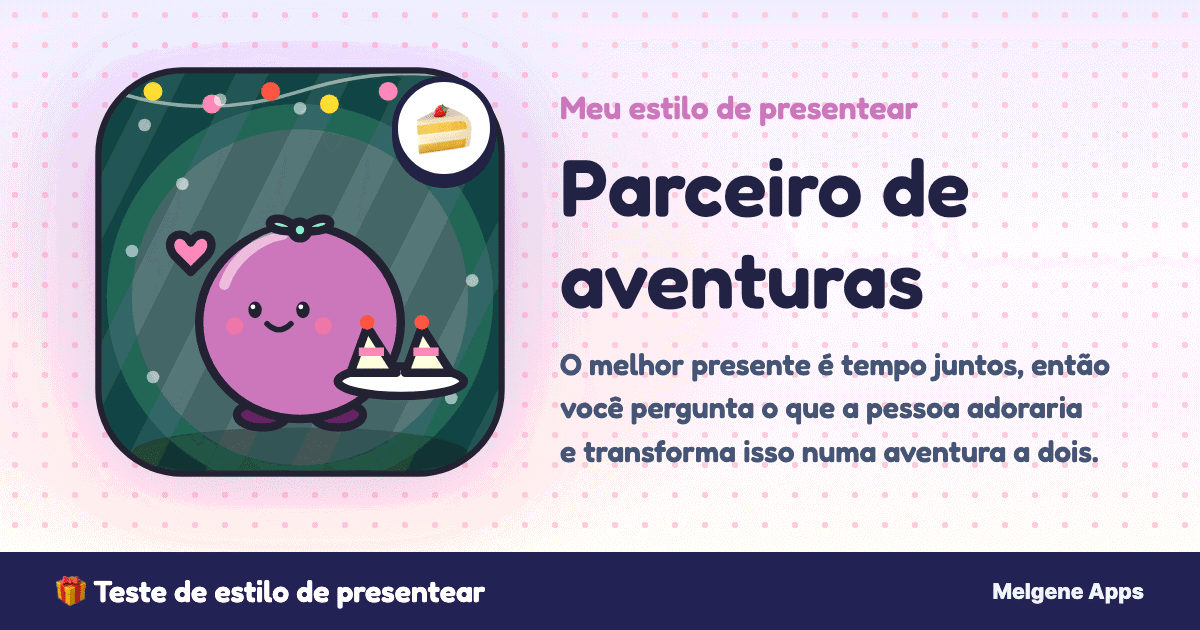 Meu estilo de presentear
Parceiro de
aventuras
O melhor presente é tempo juntos, então
você pergunta o que a pessoa adoraria
e transforma isso numa aventura a dois.
Teste de estilo de presentear
Melgene Apps